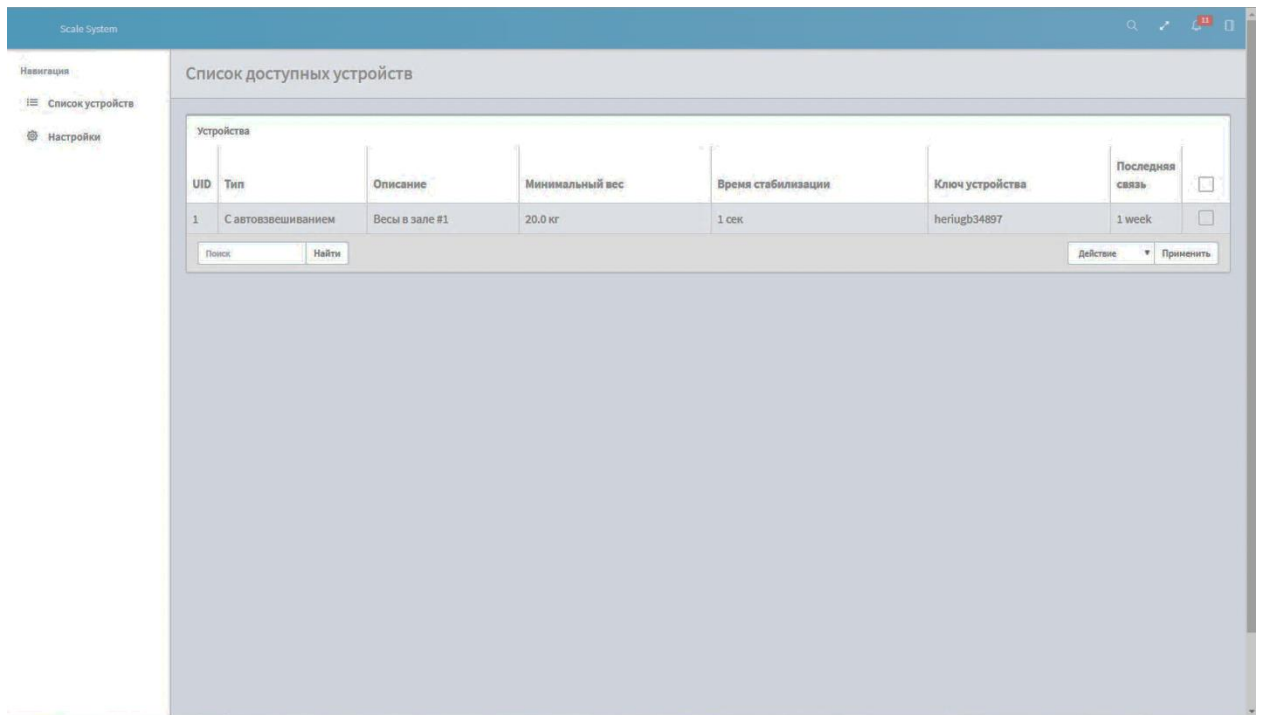 Scale System
11
Навигация
Список устройств
Настройки
Список доступных устройств
Устройства
UID Тип Описание Минимальный вес Время стабилизации Ключ устройства Последняя связь
1 С автовзвешиванием Весы в зале #1 20.0 кг 1 сек heriugb34897 1 week
Поиск Найти Действие Применить